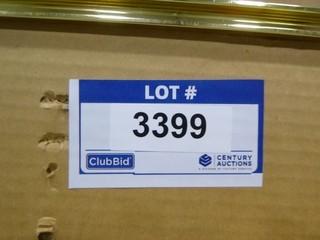 LOT #
3399
ClubBid
CENTURY
AUCTIONS